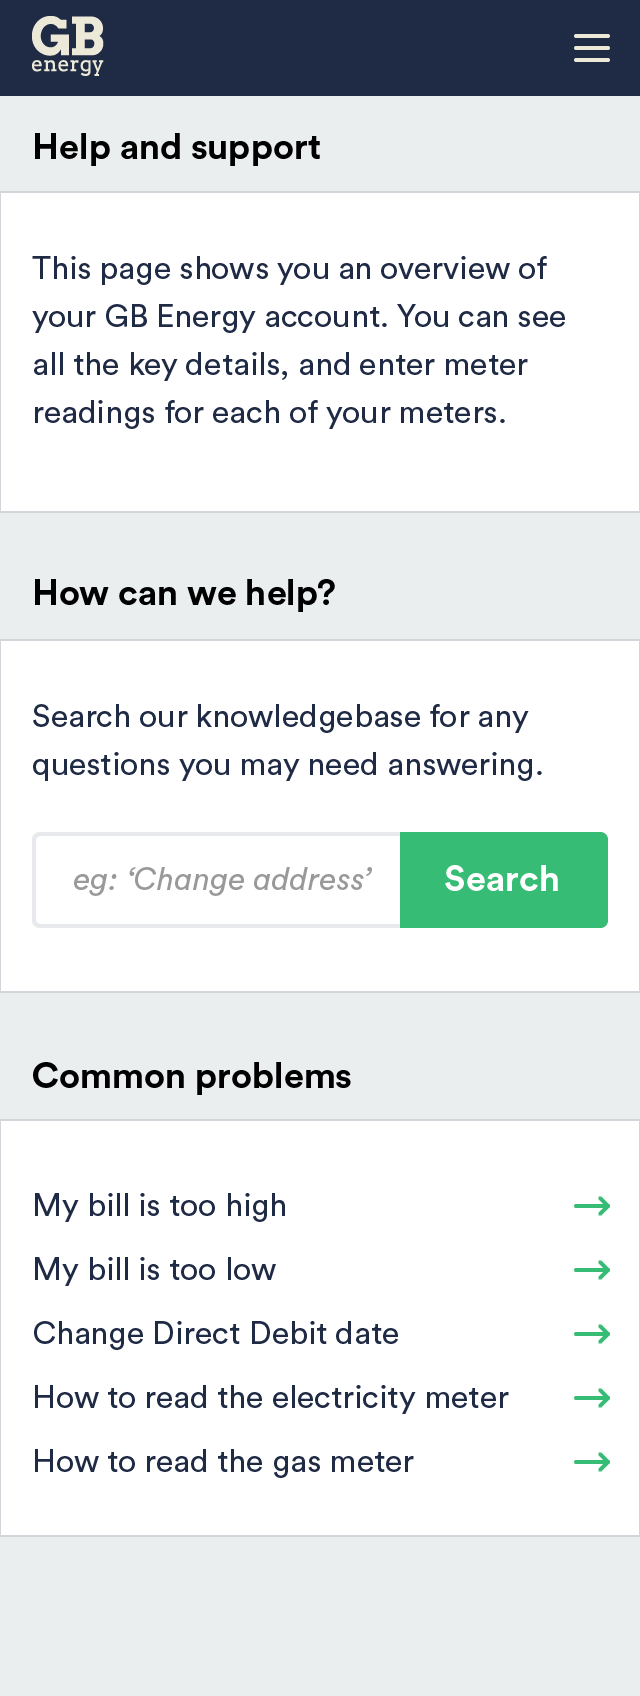 GB
energy
Help and support
This page shows you an overview of
your GB Energy account. You can see
all the key details, and enter meter
readings for each of your meters.
How can we help?
Search our knowledgebase for any
questions you may need answering.
eg: ‘Change address’
Search
Common problems
My bill is too high
My bill is too low
Change Direct Debit date
How to read the electricity meter
How to read the gas meter